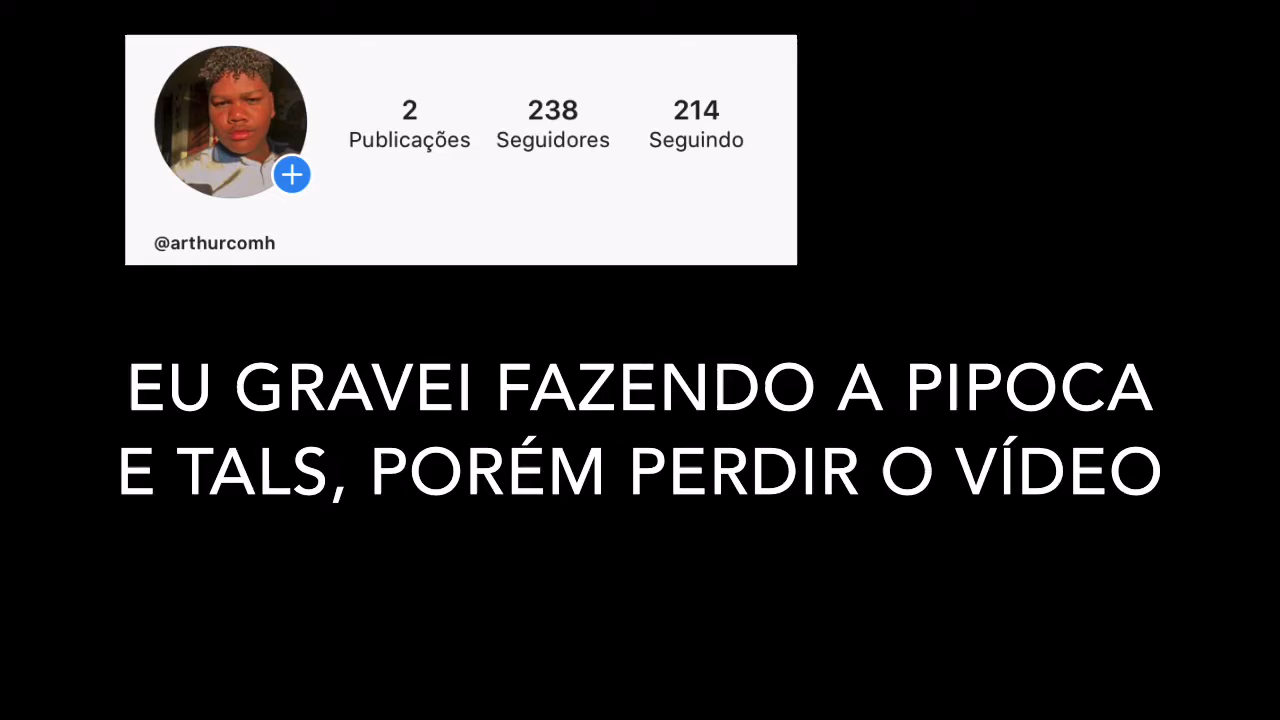 2 238 214
Publicações Seguidores Seguindo
@arthurcomh
EU GRAVEI FAZENDO A PIPOCA
E TALS, PORÉM PERDIR O VÍDEO